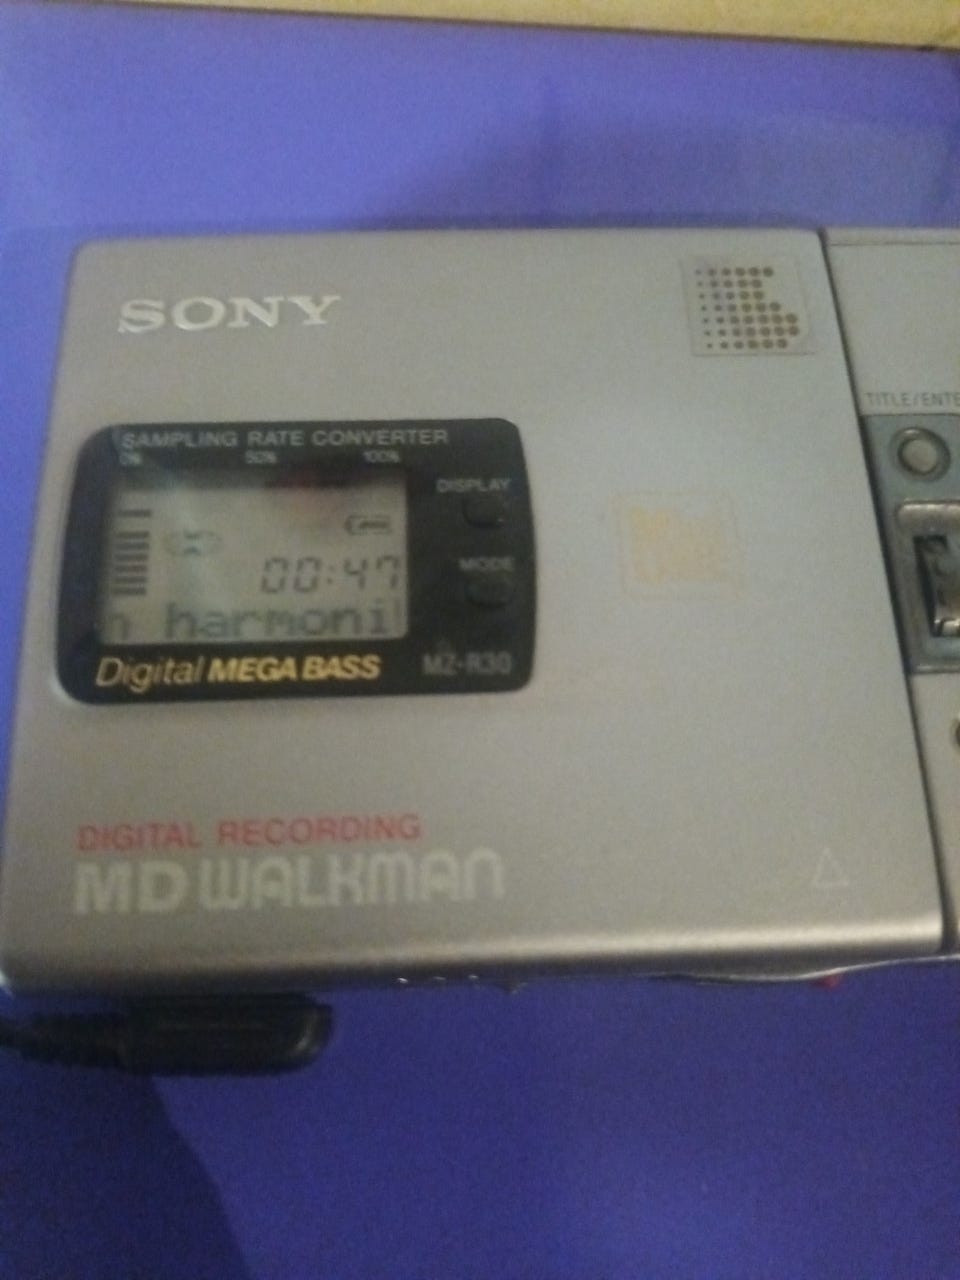 SONY
TITLE/ENTE
SAMPLING RATE CONVERTER
0% 50% 100%
DISPLAY
MODE
00:47
h harmoni
Digital MEGA BASS
MZ-R30
DIGITAL RECORDING
MD WALKMAN